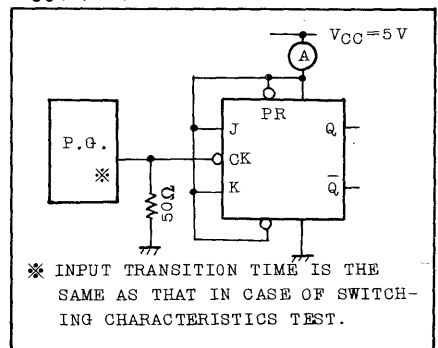 VCC=5V
A
PR
J
Q
P.G.
※
CK
K
Q̅
50Ω
※ INPUT TRANSITION TIME IS THE
SAME AS THAT IN CASE OF SWITCH-
ING CHARACTERISTICS TEST.